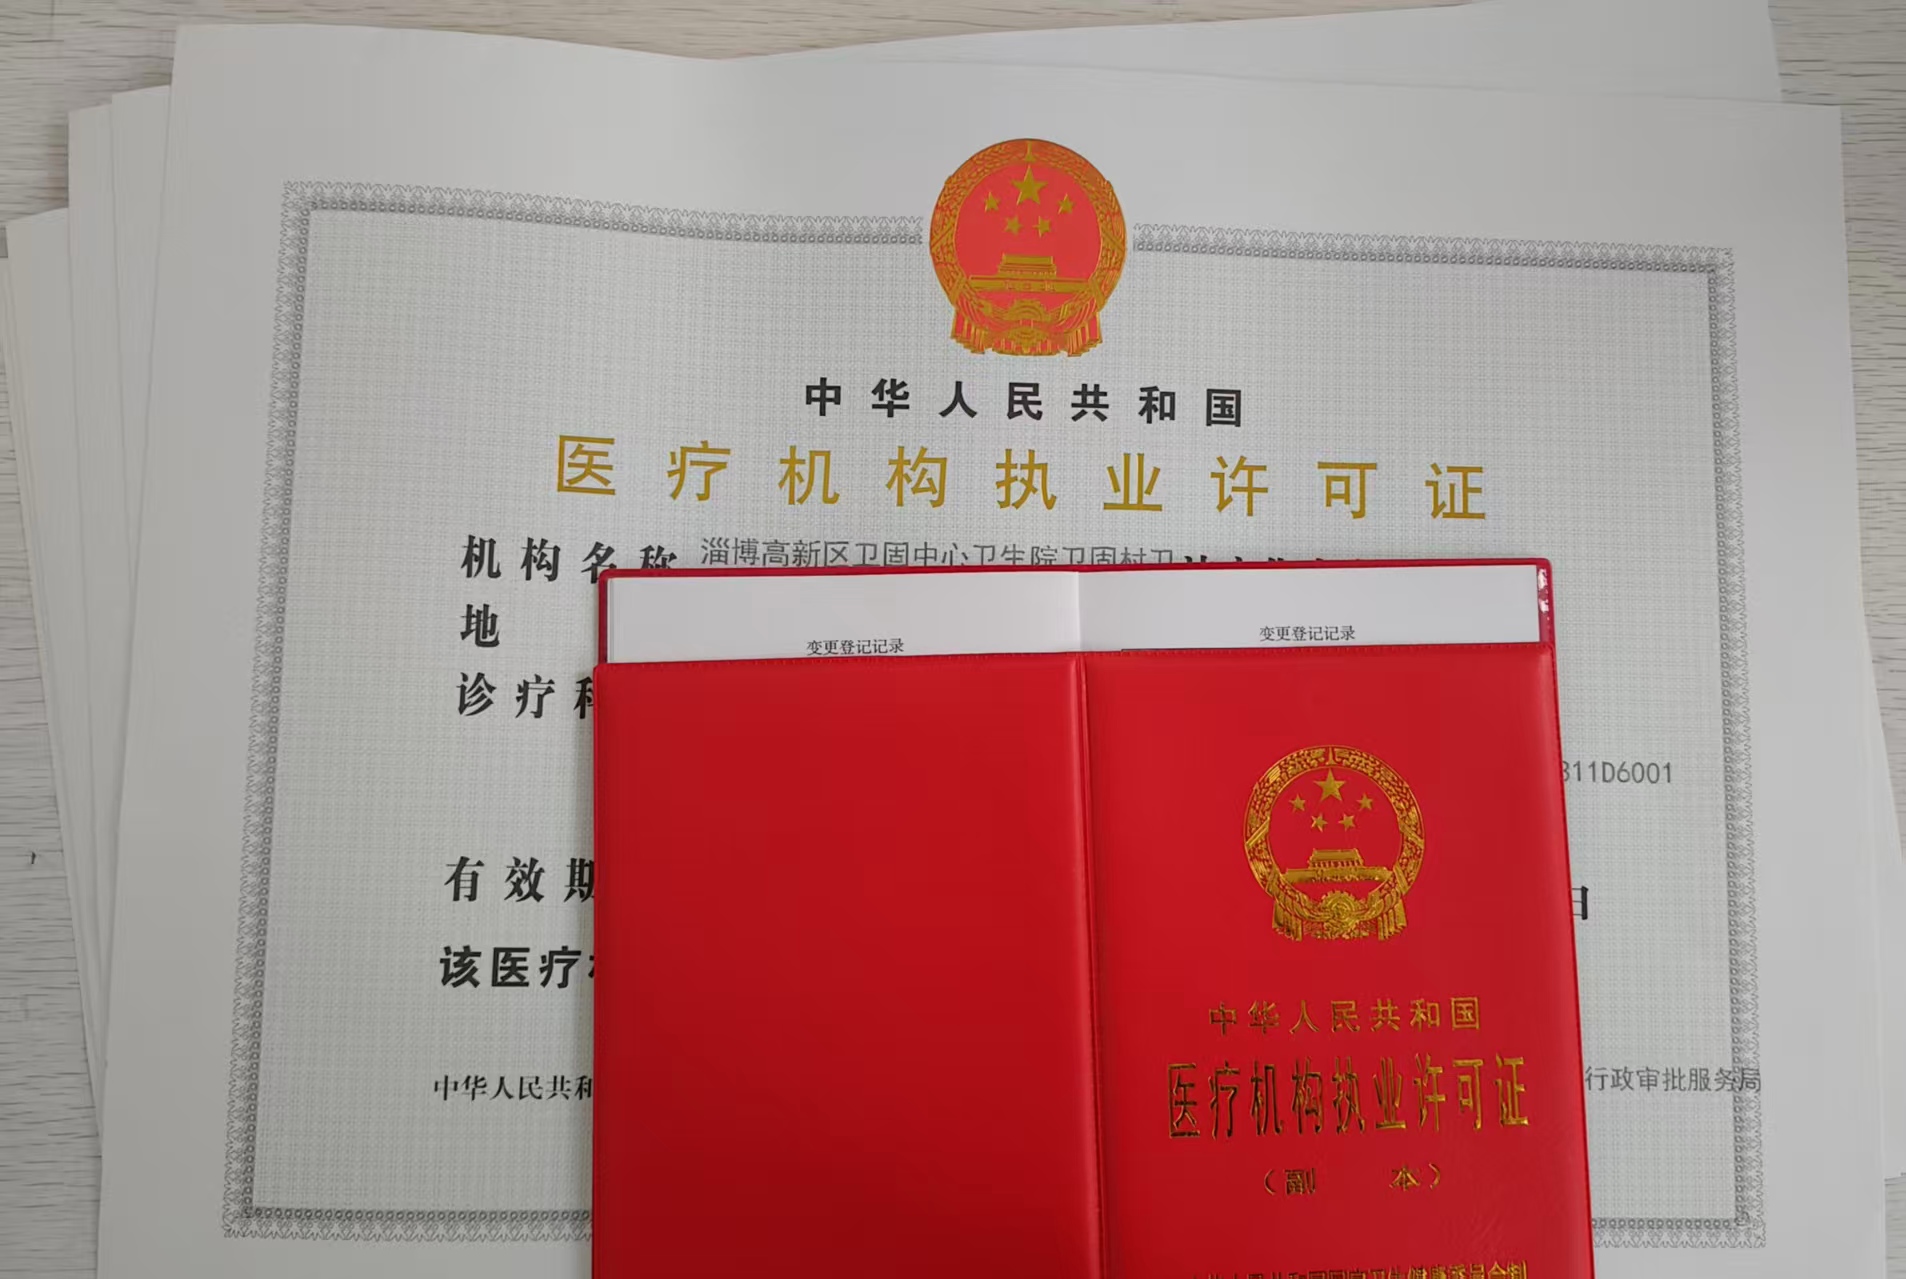 中华人民共和国
医疗机构执业许可证
机构名称 淄博高新区卫固中心卫生院卫固村卫
地
诊疗
变更登记记录
变更登记记录
311D6001
有效期
日
该医疗
中华人民共和
行政审批服务局
中华人民共和国
医疗机构执业许可证
（副 本）